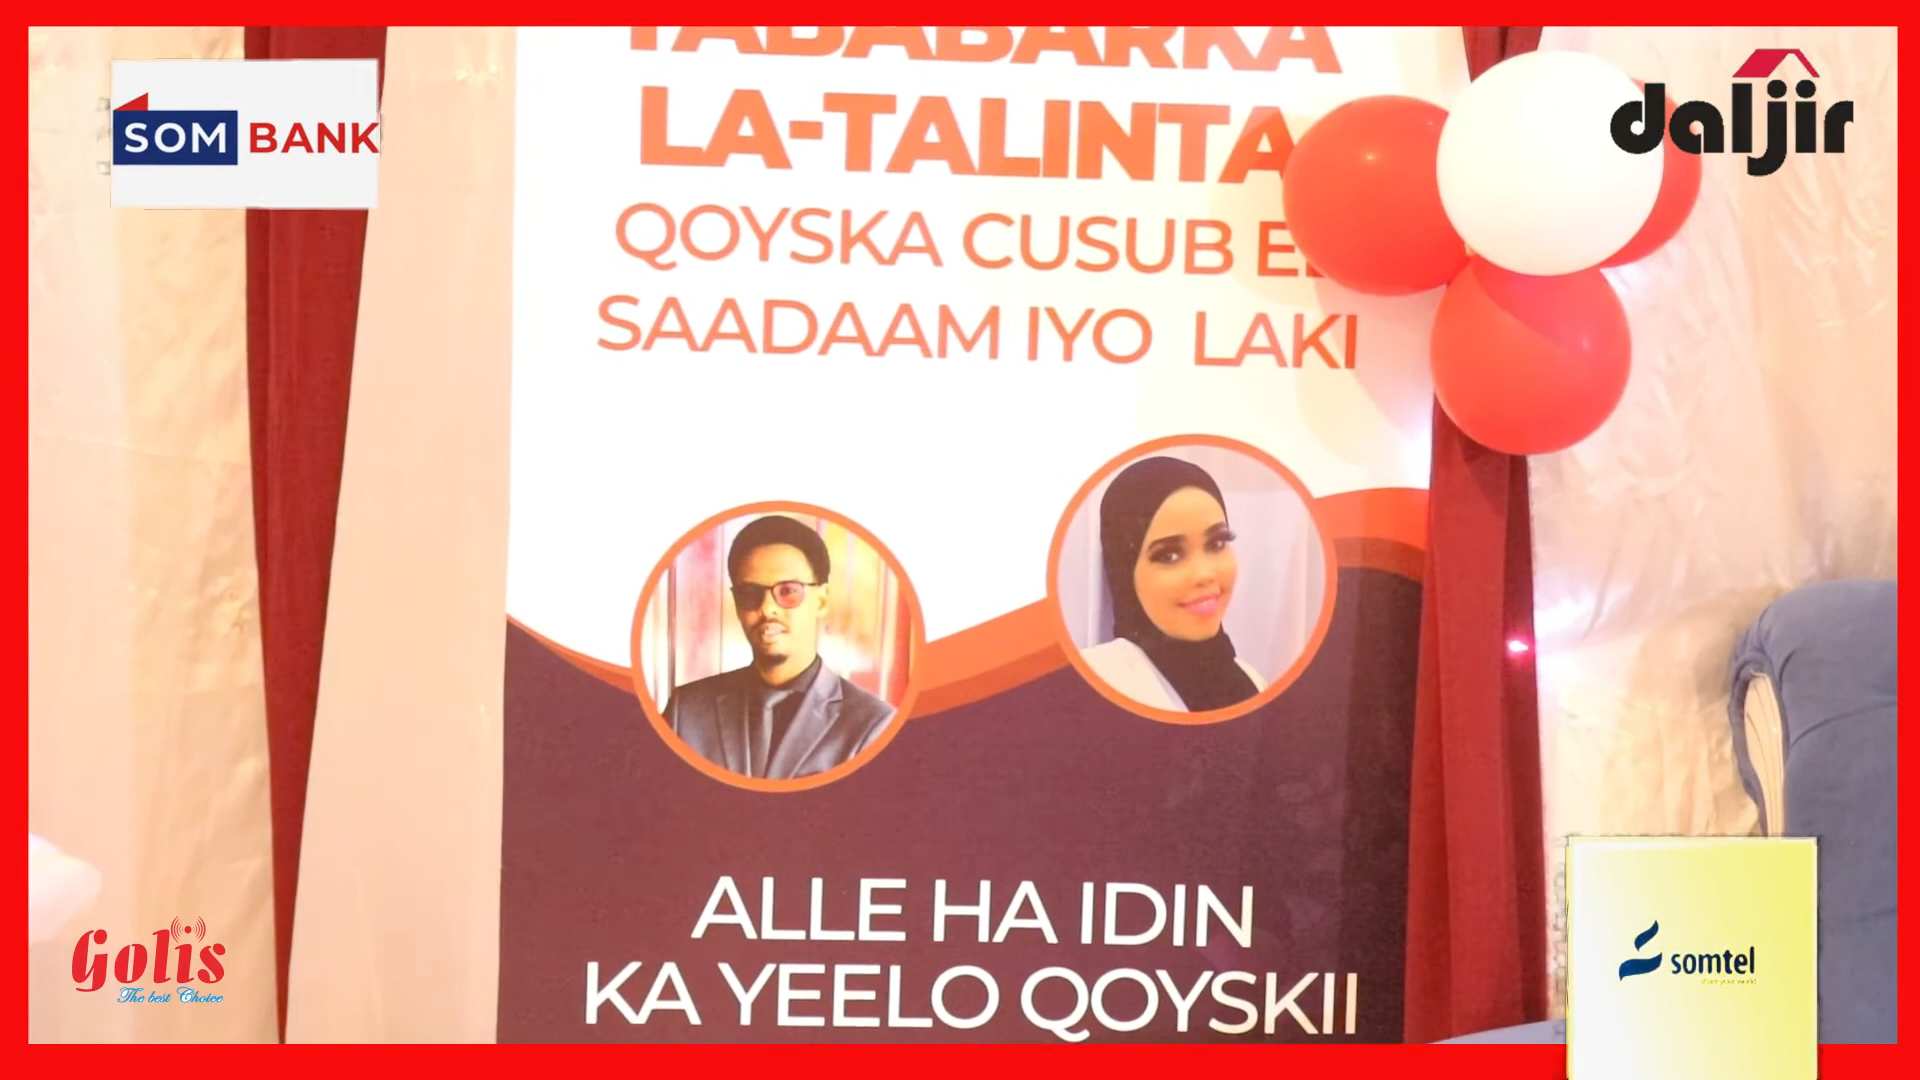 TABABARKA
LA-TALINTA
QOYSKA CUSUB
SAADAAM IYO LAKI
ALLE HA IDIN
KA YEELO QOYSKII
SOM BANK
daljir
Golis
The best Choice
somtel